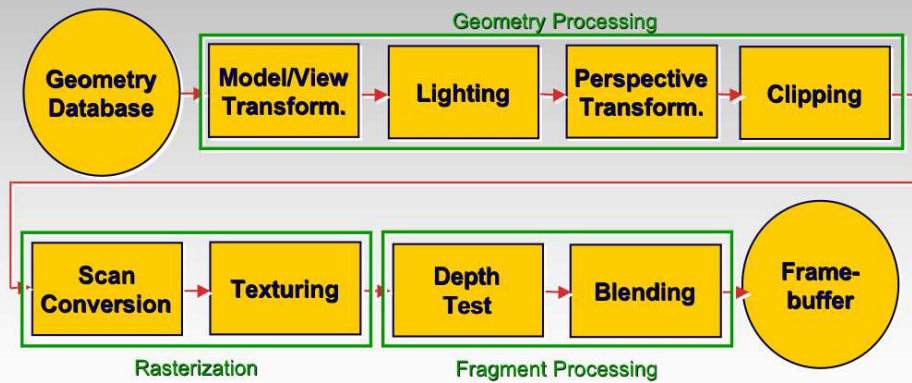 Geometry Processing
Geometry
Database
Model/View
Transform.
Lighting
Perspective
Transform.
Clipping
Scan
Conversion
Texturing
Depth
Test
Blending
Frame-
buffer
Rasterization
Fragment Processing